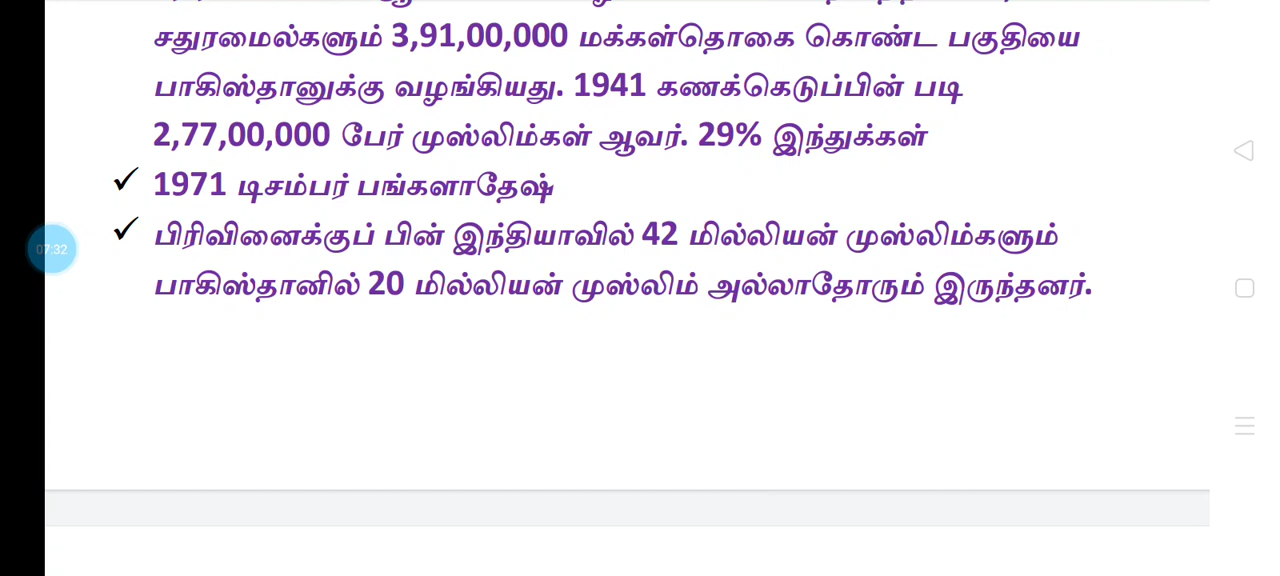 சதுரமைல்களும் 3,91,00,000 மக்கள்தொகை கொண்ட பகுதியை
பாகிஸ்தானுக்கு வழங்கியது. 1941 கணக்கெடுப்பின் படி
2,77,00,000 பேர் முஸ்லிம்கள் ஆவர். 29% இந்துக்கள்
✓ 1971 டிசம்பர் பங்களாதேஷ்
✓ பிரிவினைக்குப் பின் இந்தியாவில் 42 மில்லியன் முஸ்லிம்களும்
07:32
பாகிஸ்தானில் 20 மில்லியன் முஸ்லிம் அல்லாதோரும் இருந்தனர்.